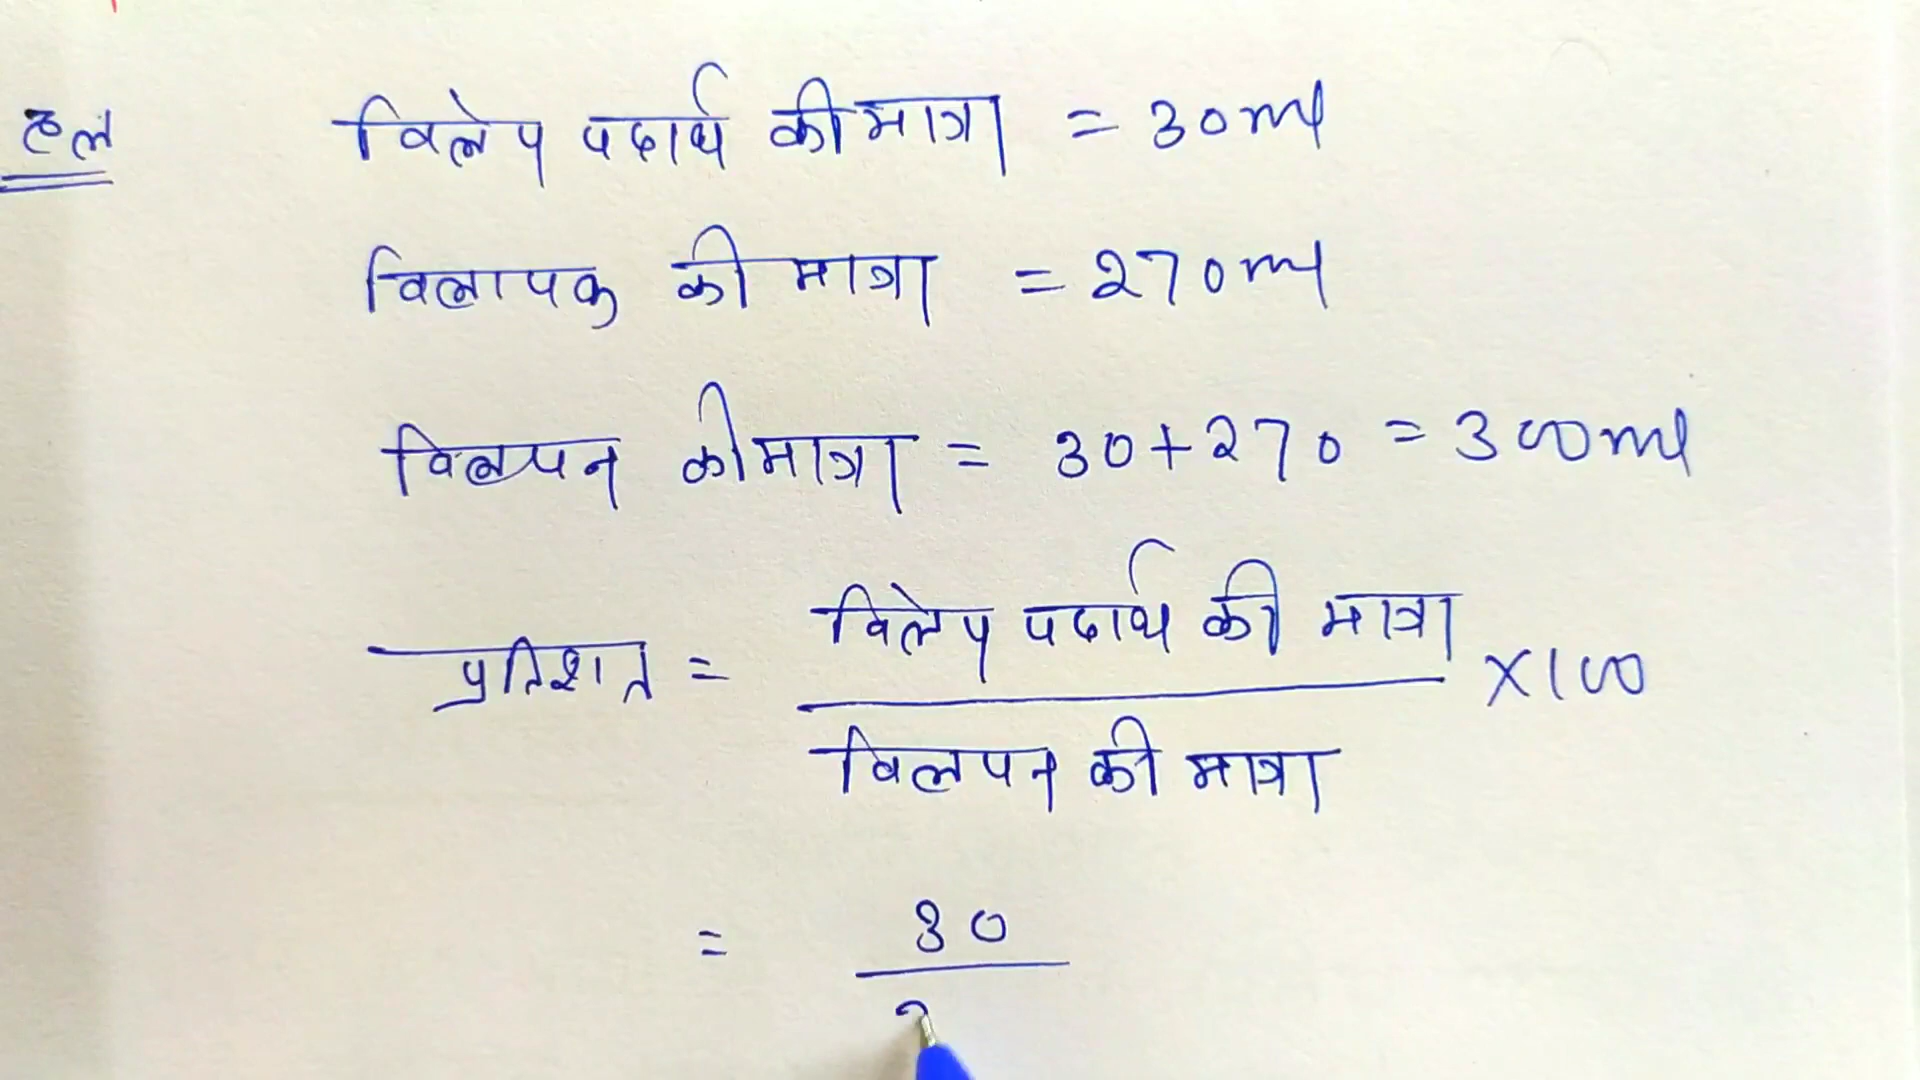 हल विलेय पदार्थ की मात्रा = 30ml
विलायक की मात्रा = 270ml
विलयन की मात्रा = 30+270 = 300ml
प्रतिशत = विलेय पदार्थ की मात्रा
×100
विलयन की मात्रा
= 30